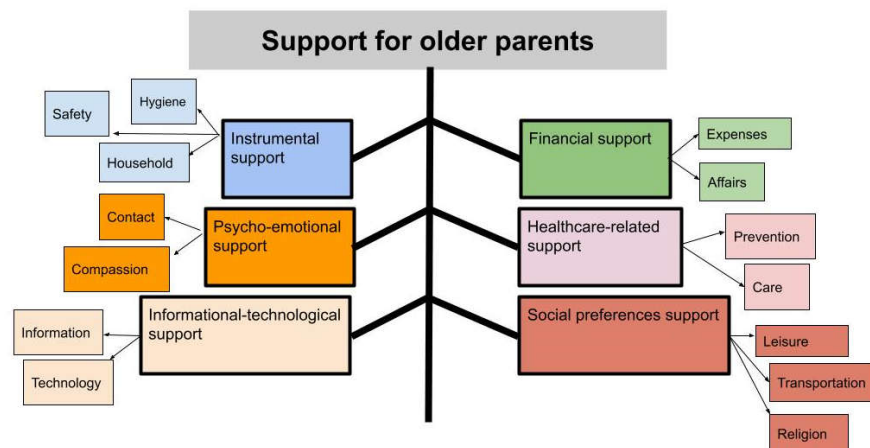 Support for older parents
Hygiene
Safety
Household
Instrumental
support
Financial support
Expenses
Affairs
Contact
Compassion
Psycho-emotional
support
Healthcare-related
support
Prevention
Care
Information
Technology
Informational-technological
support
Social preferences support
Leisure
Transportation
Religion